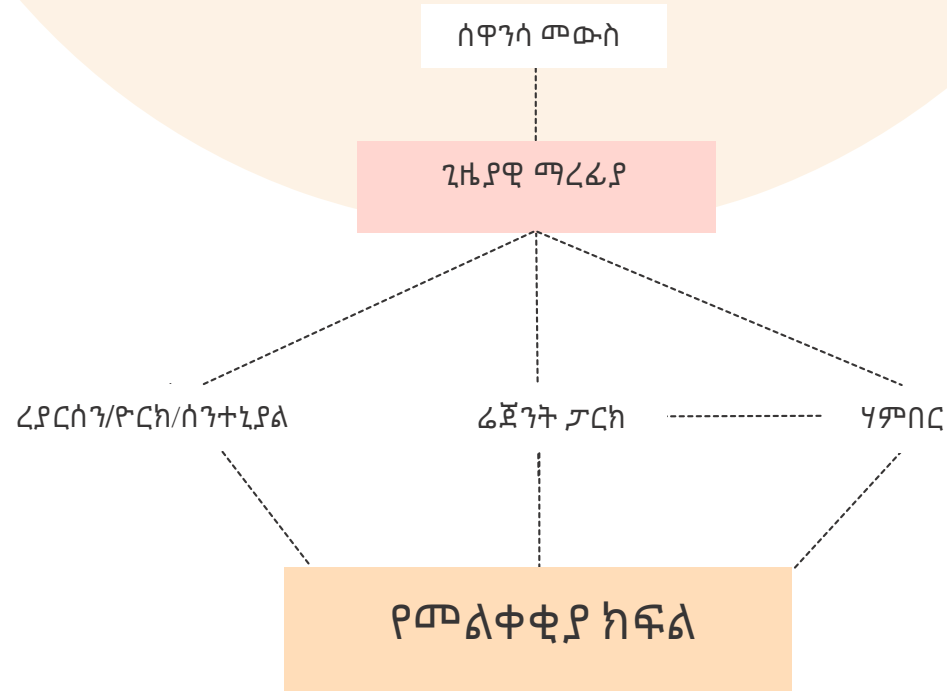 ሰዋንሳ መውስ
ጊዜያዊ ማረፊያ
ረያርሰን/ዮርክ/ሰንተኒያል
ሬጀንት ፓርክ
ሃምበር
የመልቀቂያ ክፍል